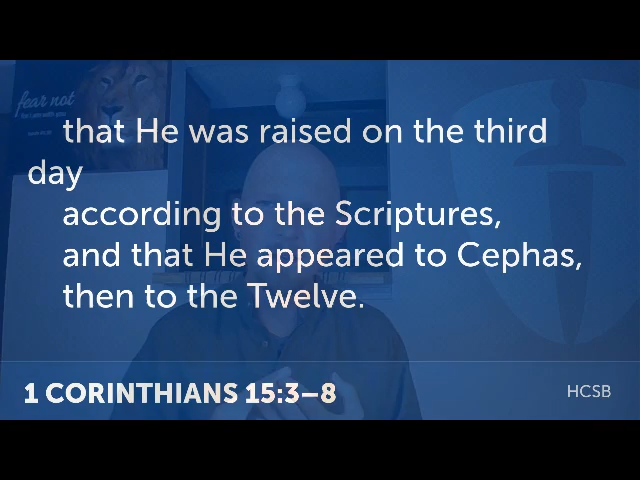 fear not
that He was raised on the third
day
according to the Scriptures,
and that He appeared to Cephas,
then to the Twelve.
1 CORINTHIANS 15:3–8
HCSB